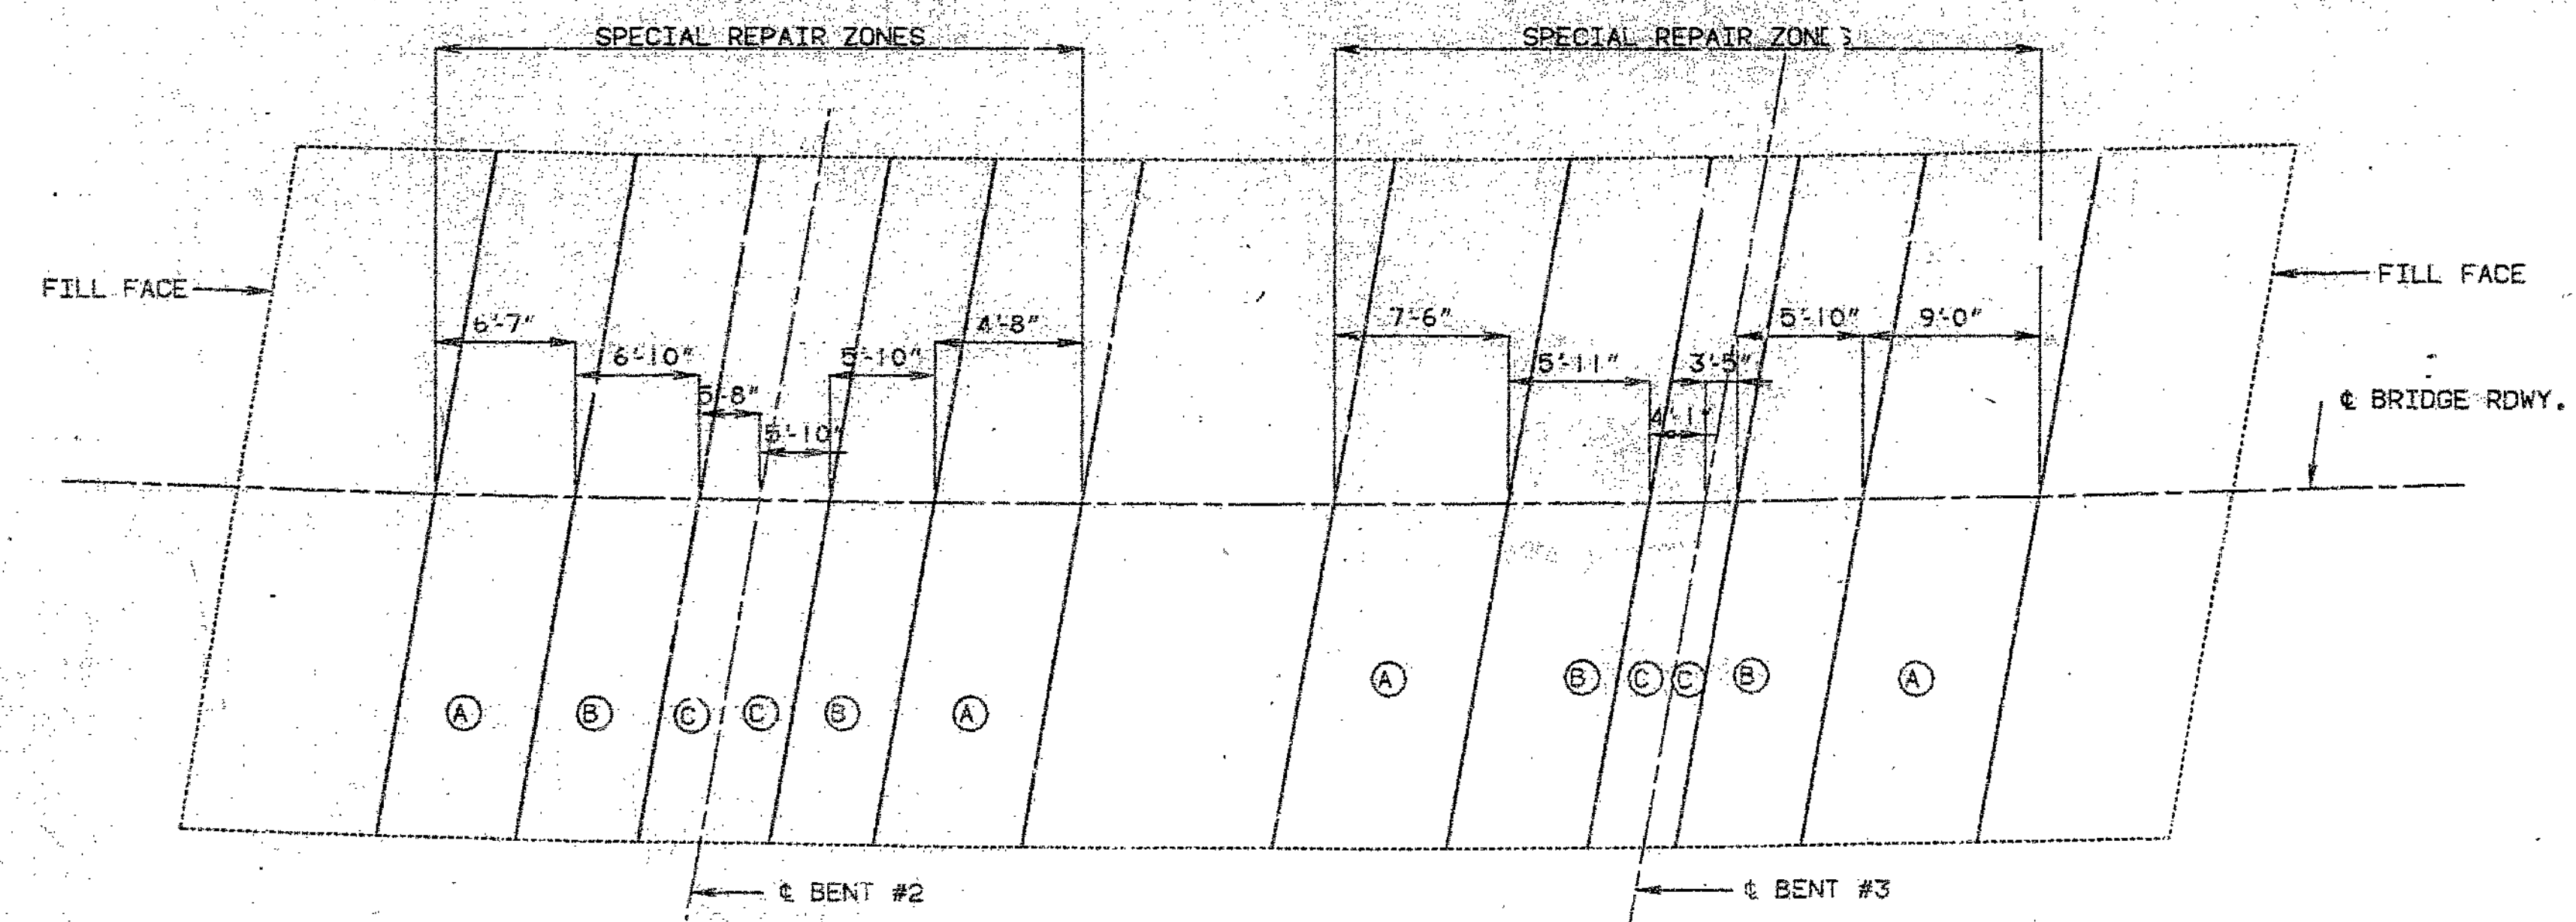 SPECIAL REPAIR ZONES
SPECIAL REPAIR ZONES
FILL FACE
FILL FACE
6'-7"
4'-8"
7'-6"
5'-10"
9'-0"
6'-10"
5'-10"
5'-11"
3'-5"
5'-8"
4'-1"
5'-10"
℄ BRIDGE RDWY.
A
B
C
C
B
A
A
B
C
C
B
A
℄ BENT #2
℄ BENT #3